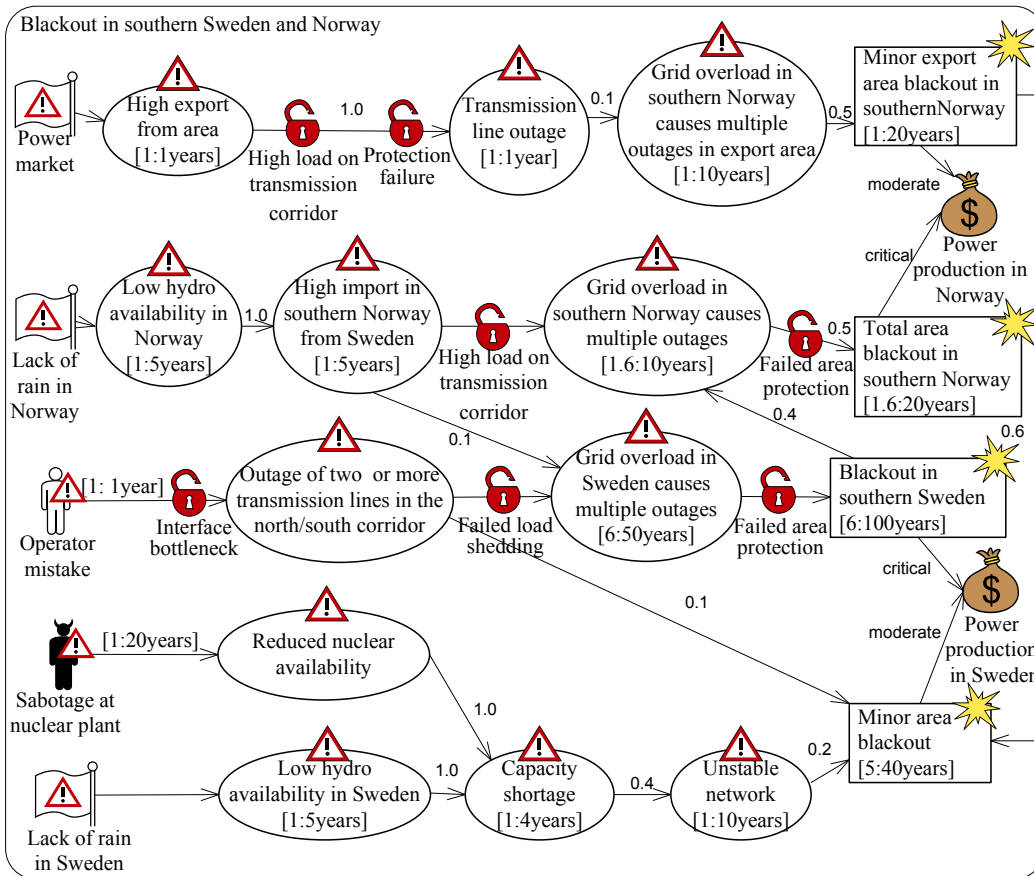 Blackout in southern Sweden and Norway
Power
market
High export
from area
[1:1years]
High load on
transmission
corridor
1.0
Protection
failure
Transmission
line outage
[1:1year]
0.1
Grid overload in
southern Norway
causes multiple
outages in export area
[1:10years]
0.5
Minor export
area blackout in
southernNorway
[1:20years]
moderate
$
Power
production in
Norway
critical
Lack of
rain in
Norway
Low hydro
availability in
Norway
[1:5years]
1.0
High import in
southern Norway
from Sweden
[1:5years]
High load on
transmission
corridor
Grid overload in
southern Norway causes
multiple outages
[1.6:10years]
Failed area
protection
0.5
Total area
blackout in
southern Norway
[1.6:20years]
0.1
0.4
0.6
Operator
mistake
[1: 1year]
Interface
bottleneck
Outage of two or more
transmission lines in the
north/south corridor
Failed load
shedding
Grid overload in
Sweden causes
multiple outages
[6:50years]
Failed area
protection
Blackout in
southern Sweden
[6:100years]
critical
$
Power
production
in Sweden
moderate
0.1
Sabotage at
nuclear plant
[1:20years]
Reduced nuclear
availability
1.0
Lack of rain
in Sweden
Low hydro
availability in Sweden
[1:5years]
1.0
Capacity
shortage
[1:4years]
0.4
Unstable
network
[1:10years]
0.2
Minor area
blackout
[5:40years]